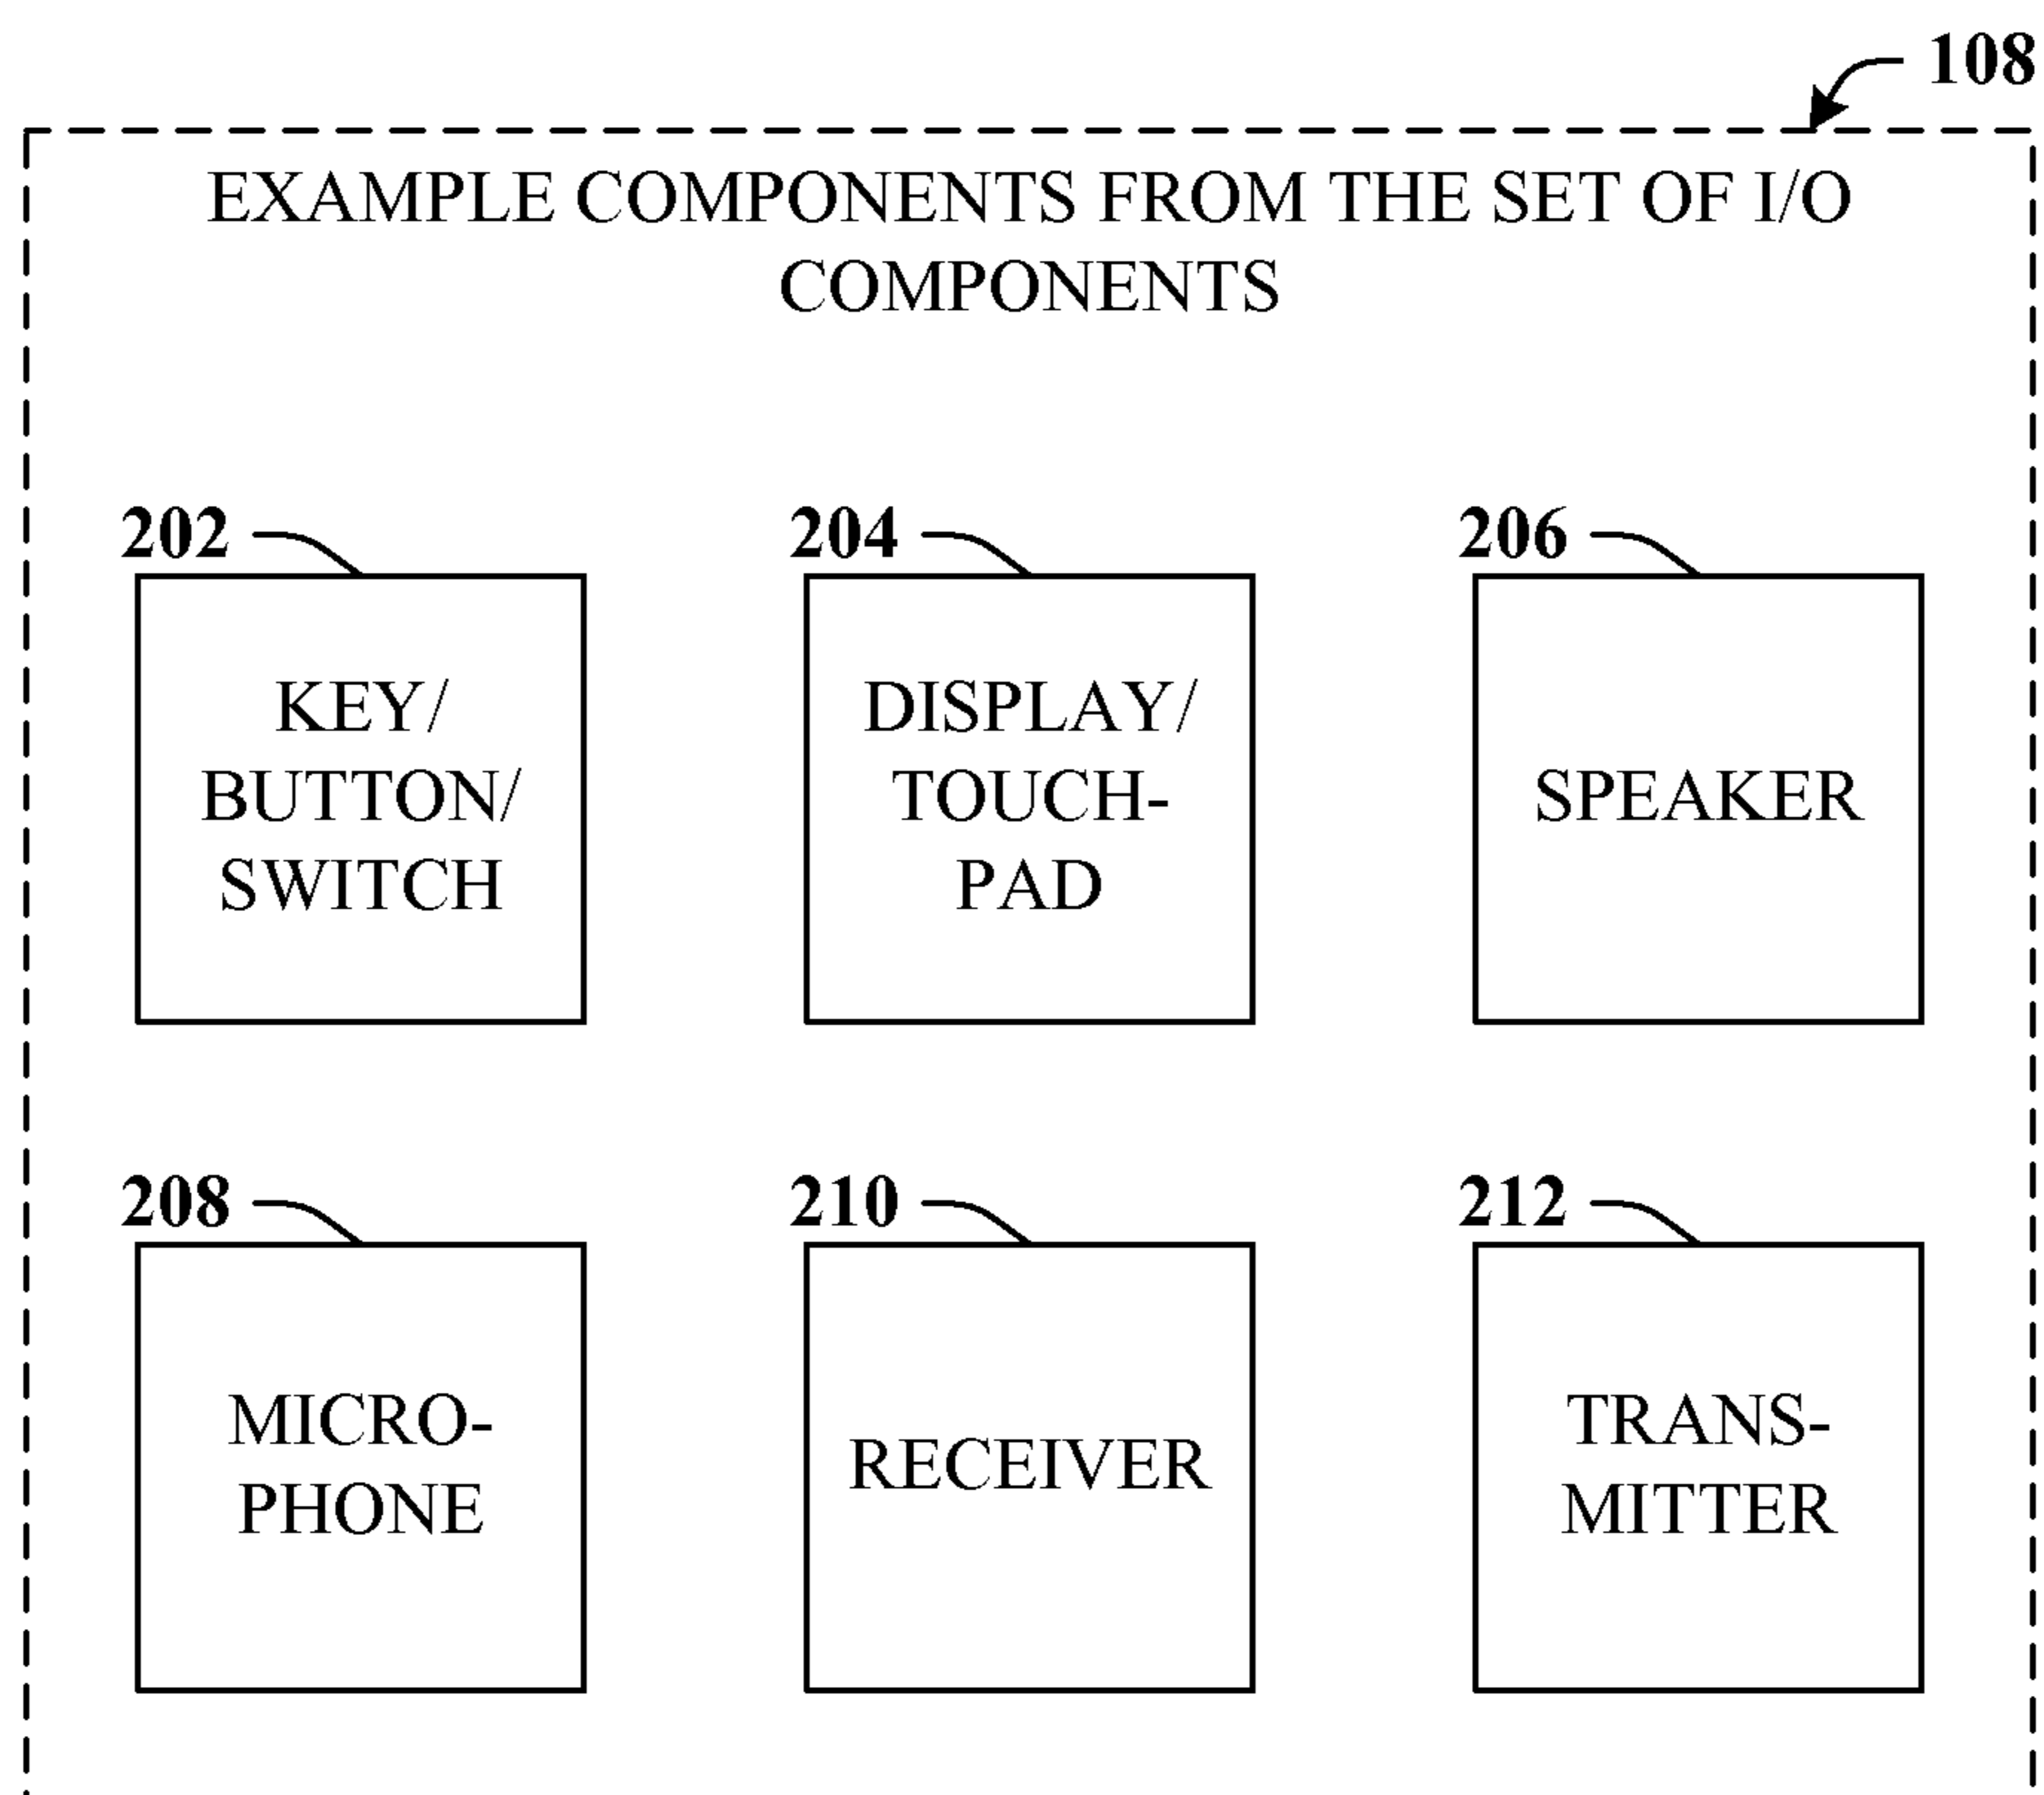 108
EXAMPLE COMPONENTS FROM THE SET OF I/O
COMPONENTS
202
KEY/
BUTTON/
SWITCH
204
DISPLAY/
TOUCH-
PAD
206
SPEAKER
208
MICRO-
PHONE
210
RECEIVER
212
TRANS-
MITTER